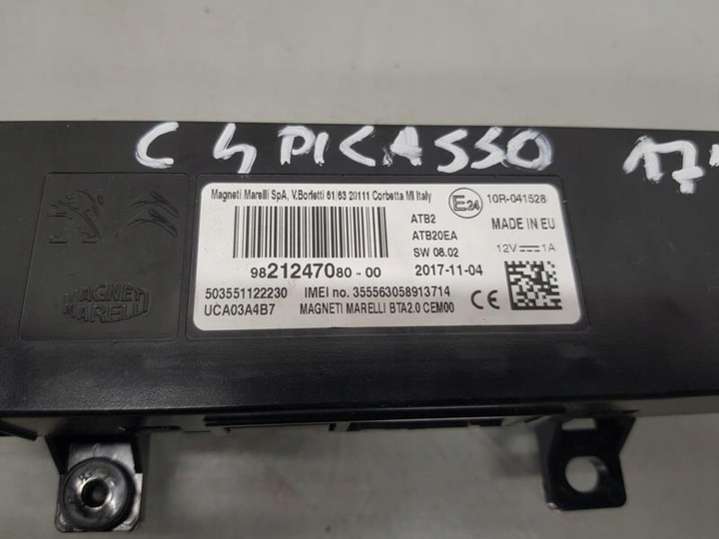 C4 PICASSO 17"
Magneti Marelli SpA, V.Borletti 61/63 20111 Corbetta MI Italy
E24 10R-041528
ATB2 MADE IN EU
ATB20EA
SW 08.02 12V 1A
9821247080-00 2017-11-04
503551122230 IMEI no. 355563058913714
UCA03A4B7 MAGNETI MARELLI BTA2.0 CEM00 CE
MAGNETI
MARELLI